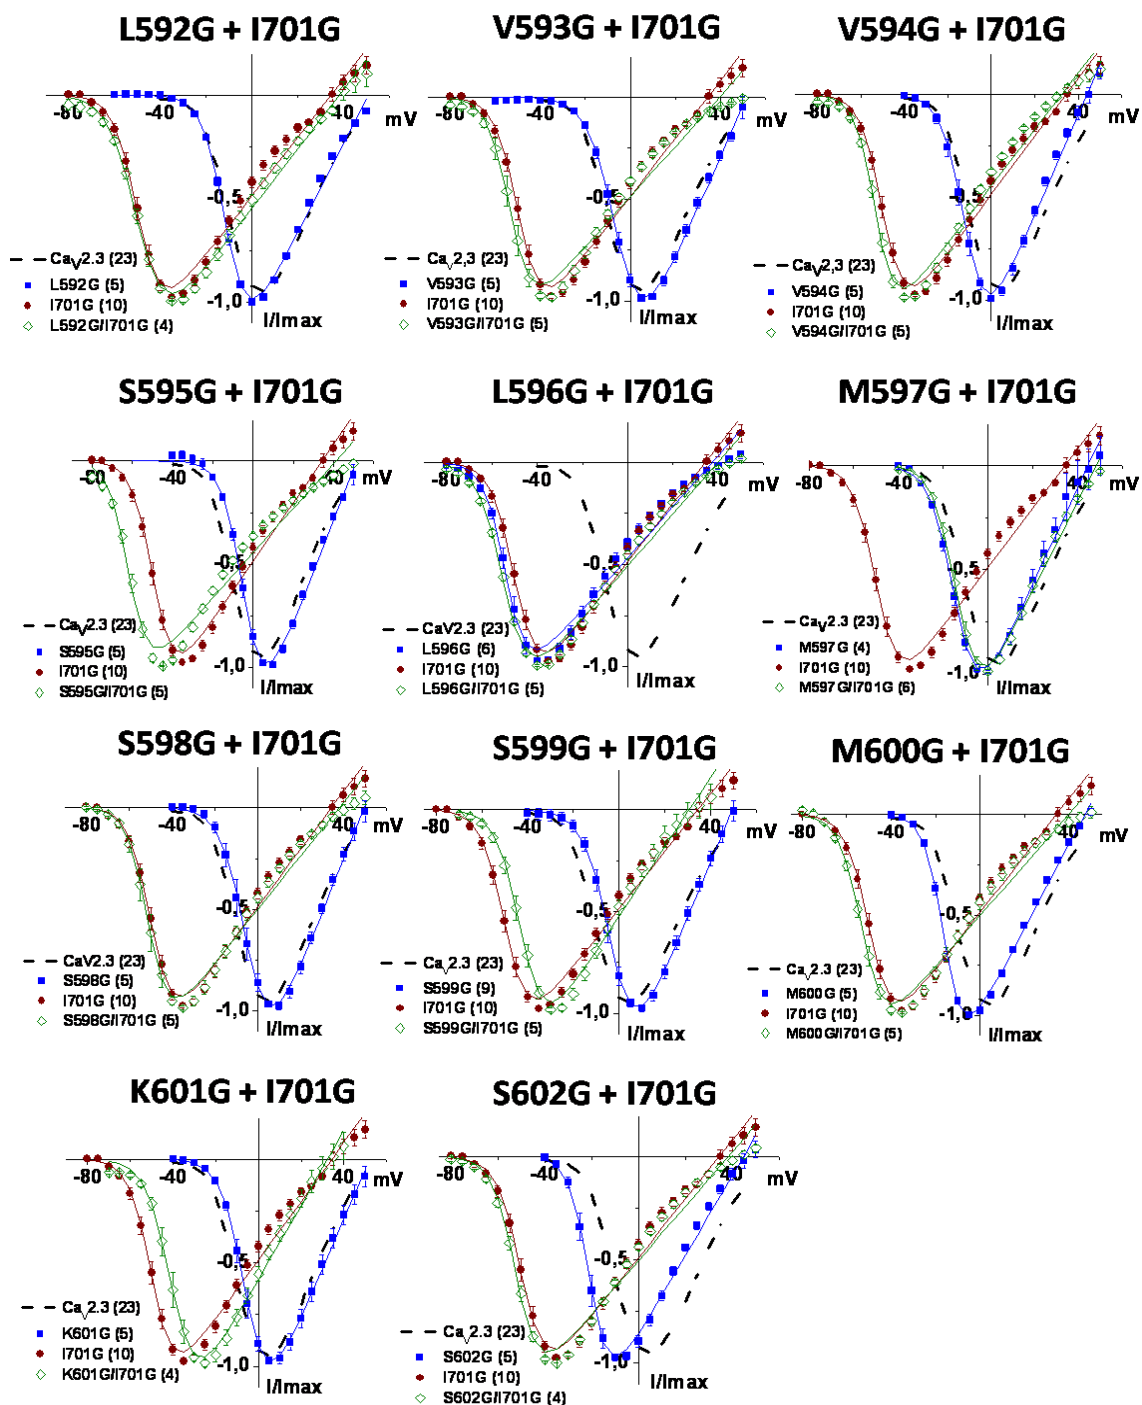 L592G + I701G
-80
-40
40
mV
-0,5
-1,0
I/Imax
CaV2.3 (23)
L592G (5)
I701G (10)
L592G/I701G (4)
V593G + I701G
-80
-40
40
mV
-0,5
-1,0
I/Imax
CaV2,3 (23)
V593G (5)
I701G (10)
V593G/I701G (5)
V594G + I701G
-80
-40
40
mV
-0,5
-1,0
I/Imax
CaV2,3 (23)
V594G (5)
I701G (10)
V594G/I701G (5)
S595G + I701G
-80
-40
40
mV
-0,5
-1,0
I/Imax
CaV2.3 (23)
S595G (5)
I701G (10)
S595G/I701G (5)
L596G + I701G
-80
-40
40
mV
-0,5
-1,0
I/Imax
CaV2.3 (23)
L596G (6)
I701G (10)
L596G/I701G (5)
M597G + I701G
-80
-40
40
mV
-0,5
-1,0
I/Imax
CaV2.3 (23)
M597G (4)
I701G (10)
M597G/I701G (6)
S598G + I701G
-80
-40
40
mV
-0,5
-1,0
I/Imax
CaV2.3 (23)
S598G (5)
I701G (10)
S598G/I701G (5)
S599G + I701G
-80
-40
40
mV
-0,5
-1,0
I/Imax
CaV2.3 (23)
S599G (9)
I701G (10)
S599G/I701G (5)
M600G + I701G
-80
-40
40
mV
-0,5
-1,0
I/Imax
CaV2.3 (23)
M600G (5)
I701G (10)
M600G/I701G (5)
K601G + I701G
-80
-40
40
mV
-0,5
-1,0
I/Imax
CaV2.3 (23)
K601G (5)
I701G (10)
K601G/I701G (4)
S602G + I701G
-80
-40
40
mV
-0,5
-1,0
I/Imax
CaV2.3 (23)
S602G (5)
I701G (10)
S602G/I701G (4)